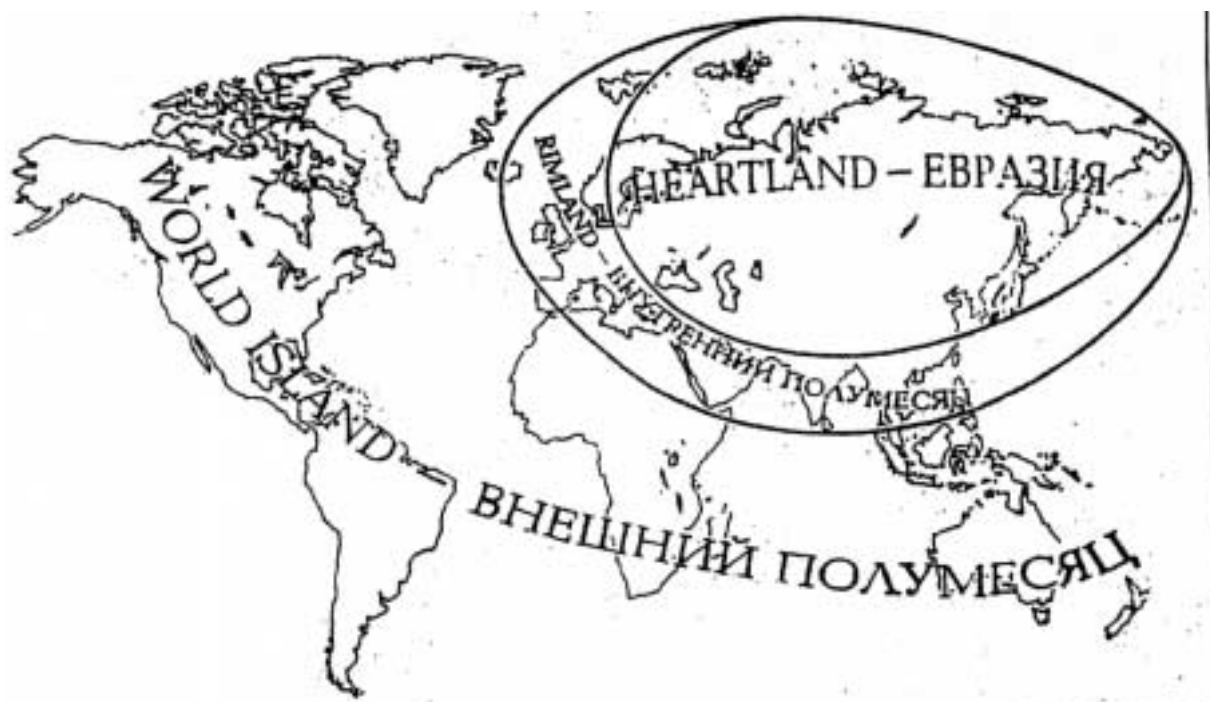 HEARTLAND – ЕВРАЗИЯ
RIMLAND – ВНУТРЕННИЙ ПОЛУМЕСЯЦ
WORLD ISLAND – ВНЕШНИЙ ПОЛУМЕСЯЦ